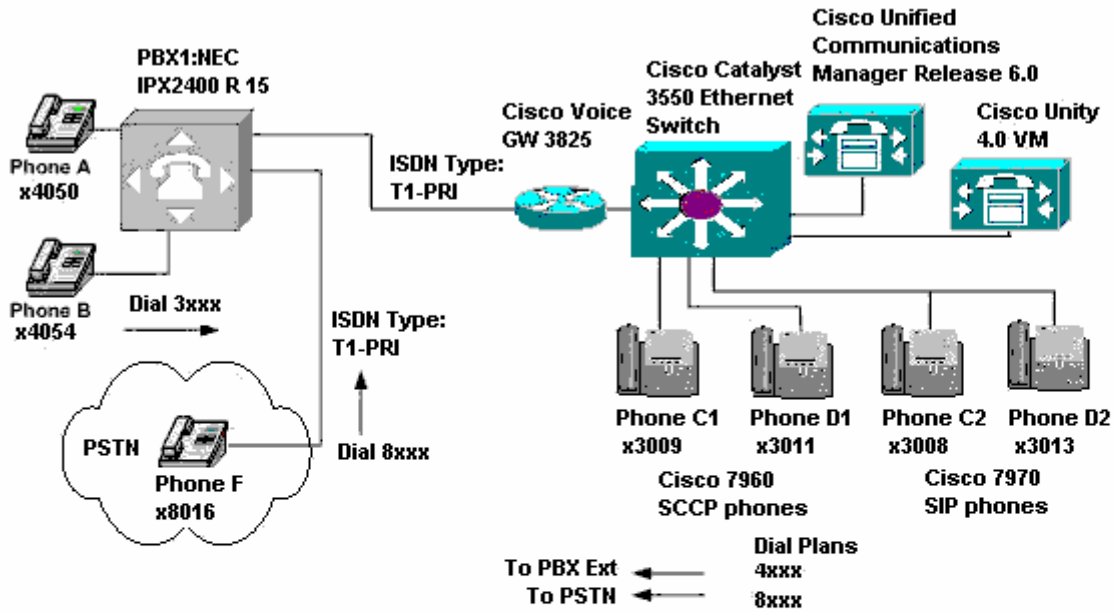 PBX1:NEC
IPX2400 R 15
Cisco Unified
Communications
Manager Release 6.0
Cisco Catalyst
3550 Ethernet
Switch
Cisco Voice
GW 3825
Cisco Unity
4.0 VM
Phone A
x4050
ISDN Type:
T1-PRI
Phone B
x4054
Dial 3xxx
ISDN Type:
T1-PRI
Dial 8xxx
PSTN
Phone F
x8016
Phone C1
x3009
Phone D1
x3011
Phone C2
x3008
Phone D2
x3013
Cisco 7960
SCCP phones
Cisco 7970
SIP phones
Dial Plans
To PBX Ext
4xxx
To PSTN
8xxx